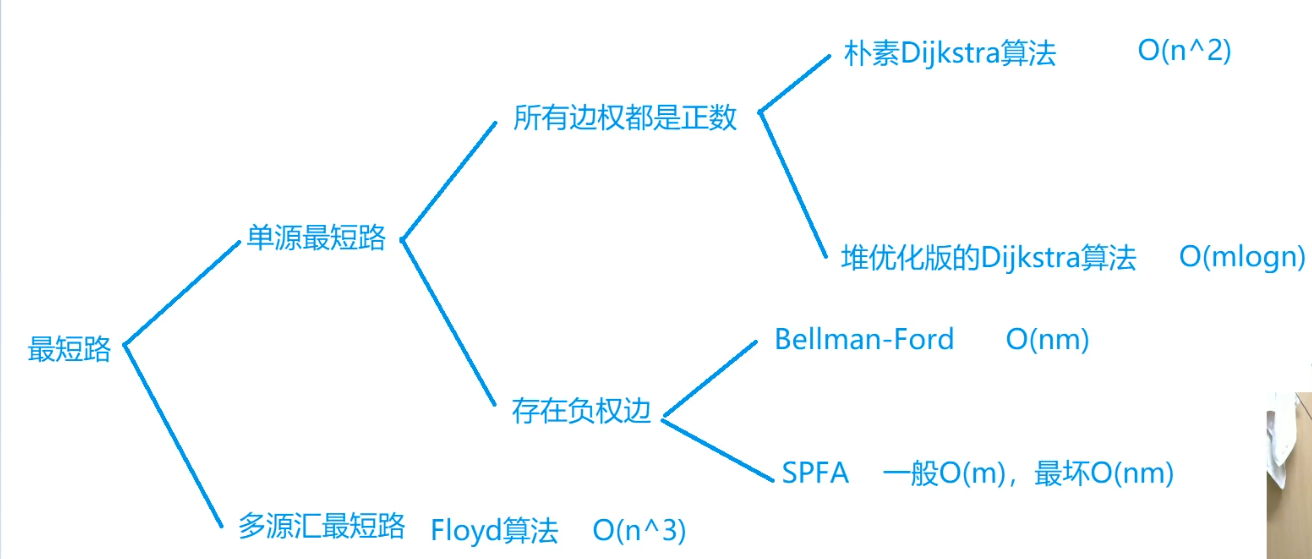 朴素Dijkstra算法 O(n^2)
所有边权都是正数
单源最短路
堆优化版的Dijkstra算法 O(mlogn)
最短路
Bellman-Ford O(nm)
存在负权边
SPFA 一般O(m)，最坏O(nm)
多源汇最短路 Floyd算法 O(n^3)